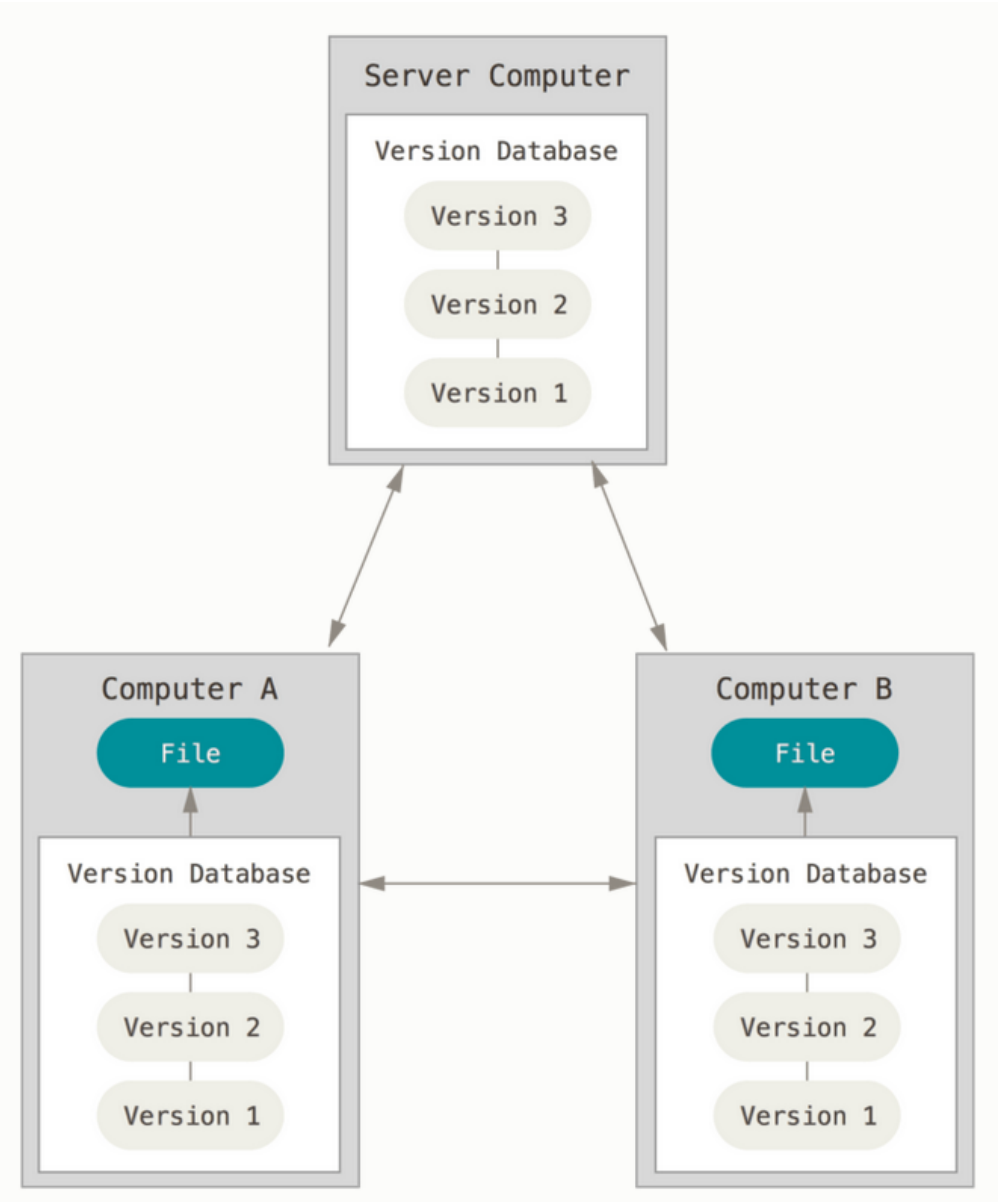 Server Computer
Version Database
Version 3
Version 2
Version 1
Computer A
File
Version Database
Version 3
Version 2
Version 1
Computer B
File
Version Database
Version 3
Version 2
Version 1